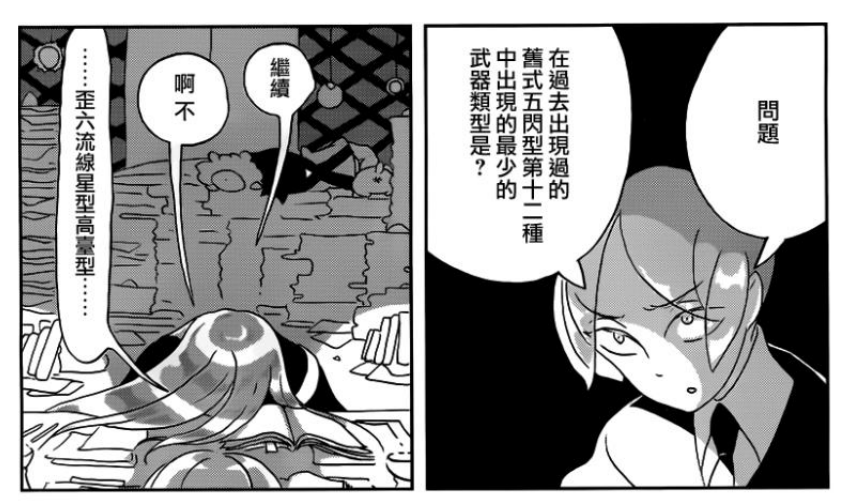 問題
在過去出現過的
舊式五閃型第十二種
中出現的最少的
武器類型是?
繼續
啊
不
……歪六流線星型高臺型……